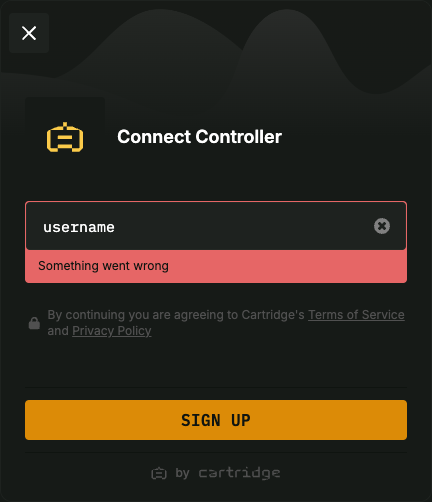 Connect Controller
username
Something went wrong
By continuing you are agreeing to Cartridge's Terms of Service
and Privacy Policy
SIGN UP
by cartridge